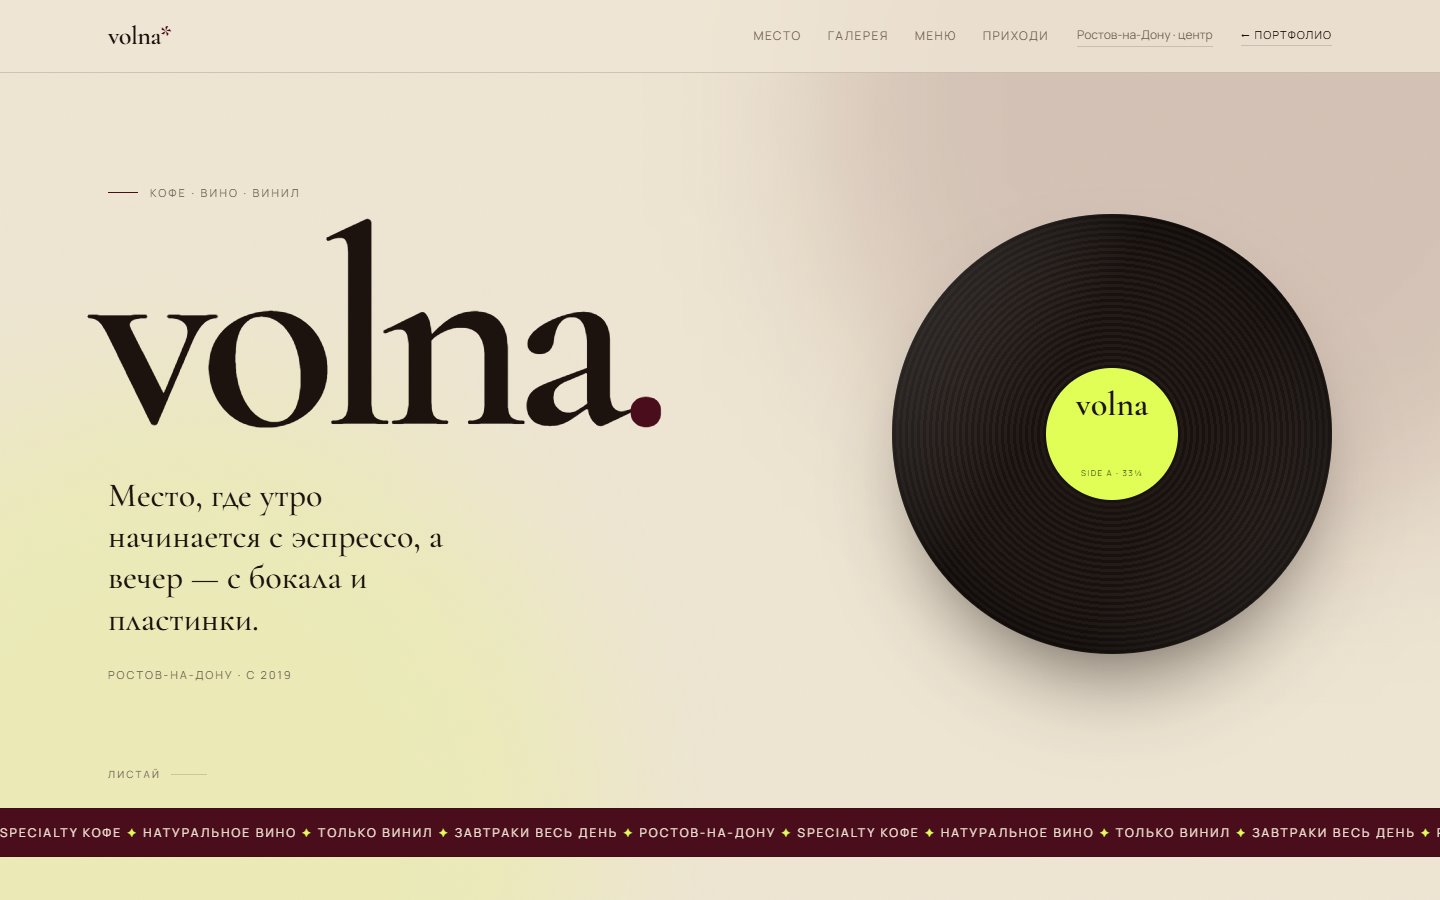 volna*
МЕСТО ГАЛЕРЕЯ МЕНЮ ПРИХОДИ Ростов-на-Дону · центр ← ПОРТФОЛИО
КОФЕ · ВИНО · ВИНИЛ
volna.
Место, где утро
начинается с эспрессо, а
вечер — с бокала и
пластинки.
РОСТОВ-НА-ДОНУ · С 2019
volna
SIDE A · 33⅓
ЛИСТАЙ
SPECIALTY КОФЕ ✦ НАТУРАЛЬНОЕ ВИНО ✦ ТОЛЬКО ВИНИЛ ✦ ЗАВТРАКИ ВЕСЬ ДЕНЬ ✦ РОСТОВ-НА-ДОНУ ✦ SPECIALTY КОФЕ ✦ НАТУРАЛЬНОЕ ВИНО ✦ ТОЛЬКО ВИНИЛ ✦ ЗАВТРАКИ ВЕСЬ ДЕНЬ ✦